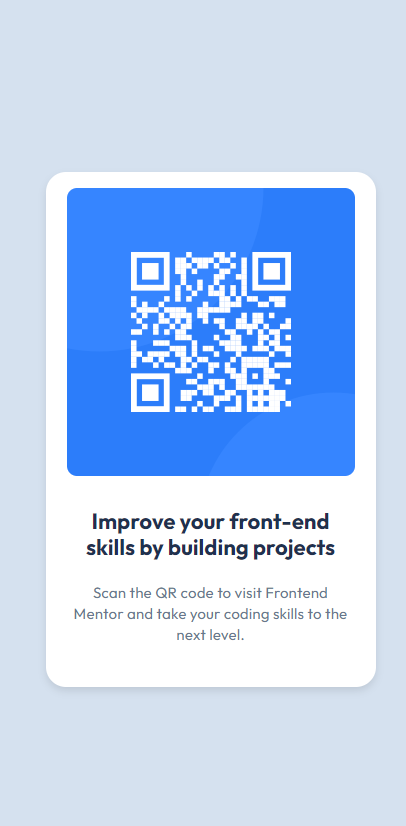 Improve your front-end
skills by building projects
Scan the QR code to visit Frontend
Mentor and take your coding skills to the
next level.